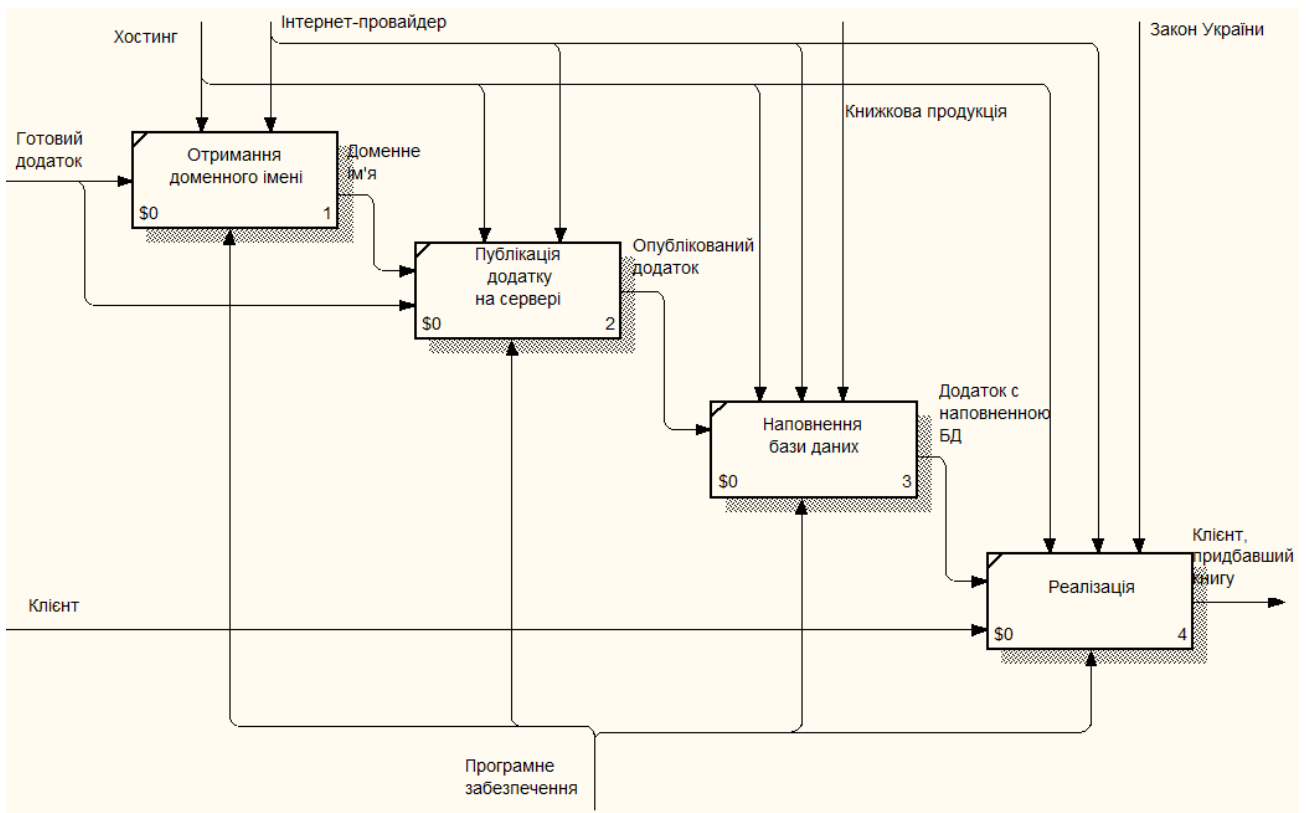 Інтернет-провайдер
Хостинг
Закон України
Книжкова продукція
Готовий
додаток
Отримання
доменного імені
$0
1
Доменне
ім'я
Публікація
додатку
на сервері
$0
2
Опублікований
додаток
Наповнення
бази даних
$0
3
Додаток с
наповненною
БД
Реалізація
$0
4
Клієнт,
придбавший
книгу
Клієнт
Програмне
забезпечення